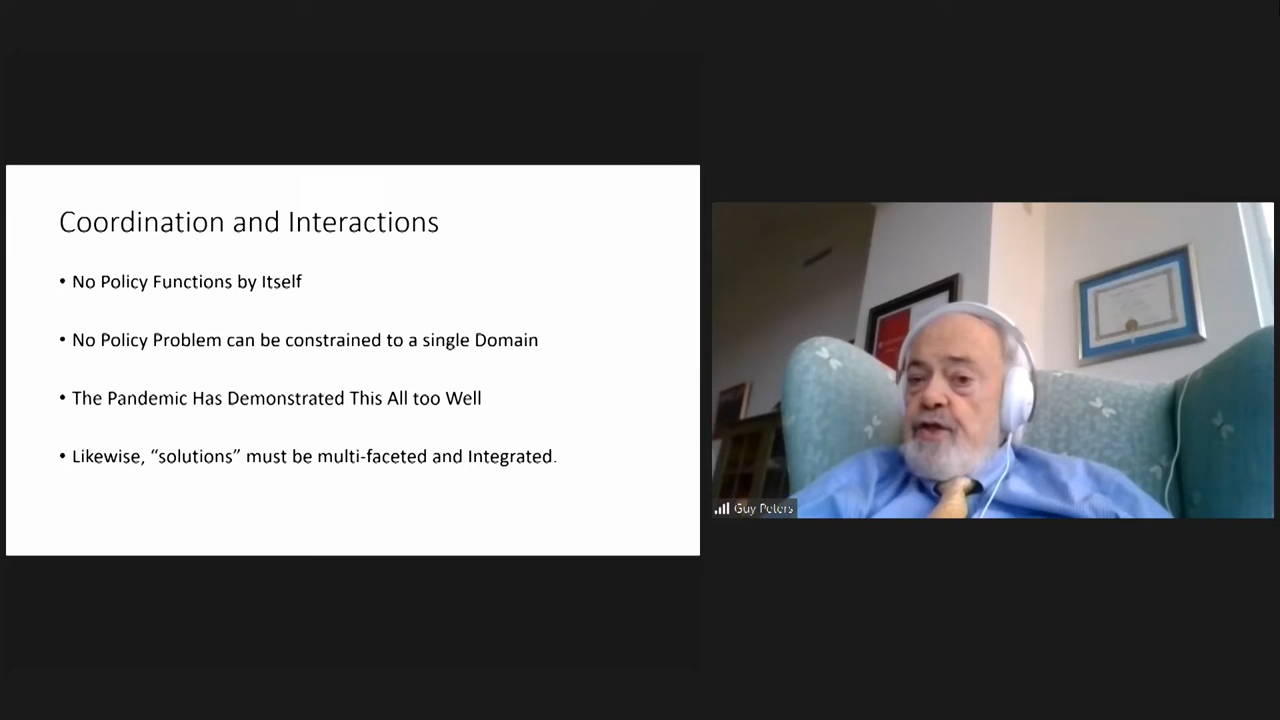 Coordination and Interactions
• No Policy Functions by Itself
• No Policy Problem can be constrained to a single Domain
• The Pandemic Has Demonstrated This All too Well
• Likewise, “solutions” must be multi-faceted and Integrated.
Guy Peters